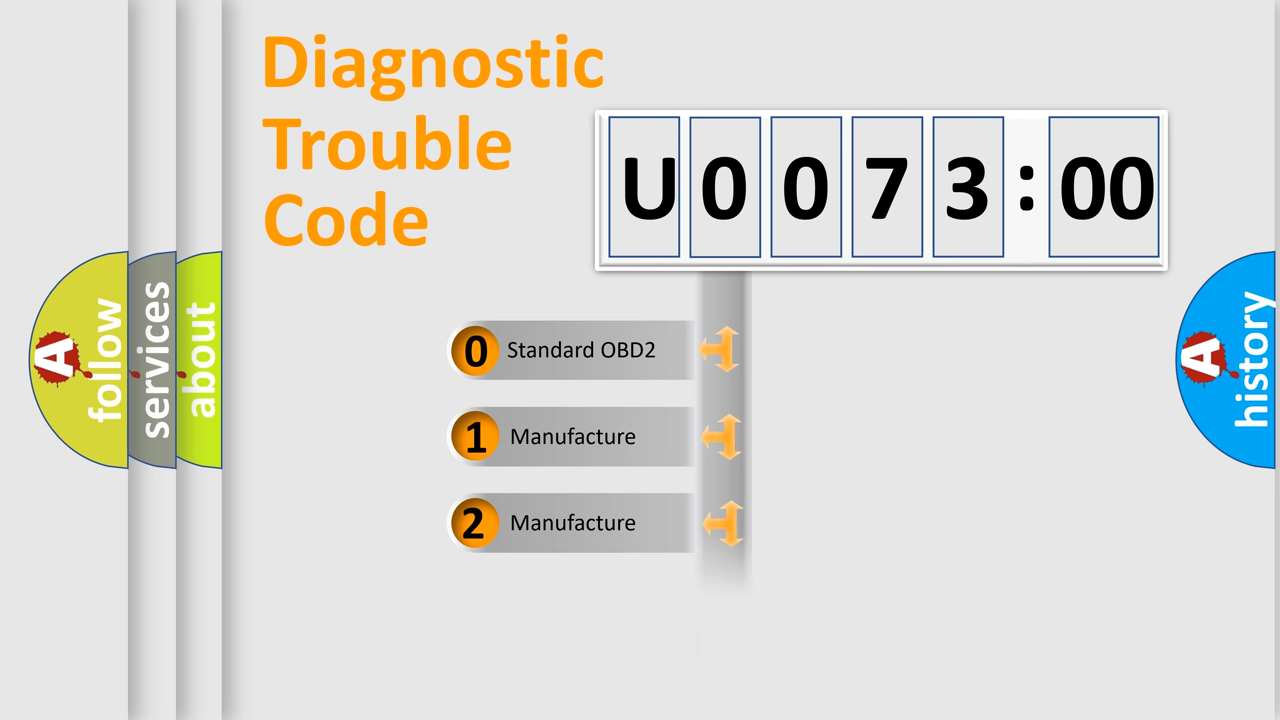 Diagnostic
Trouble
Code
U0073:00
0 Standard OBD2
1 Manufacture
2 Manufacture
A follow
services
about
A history